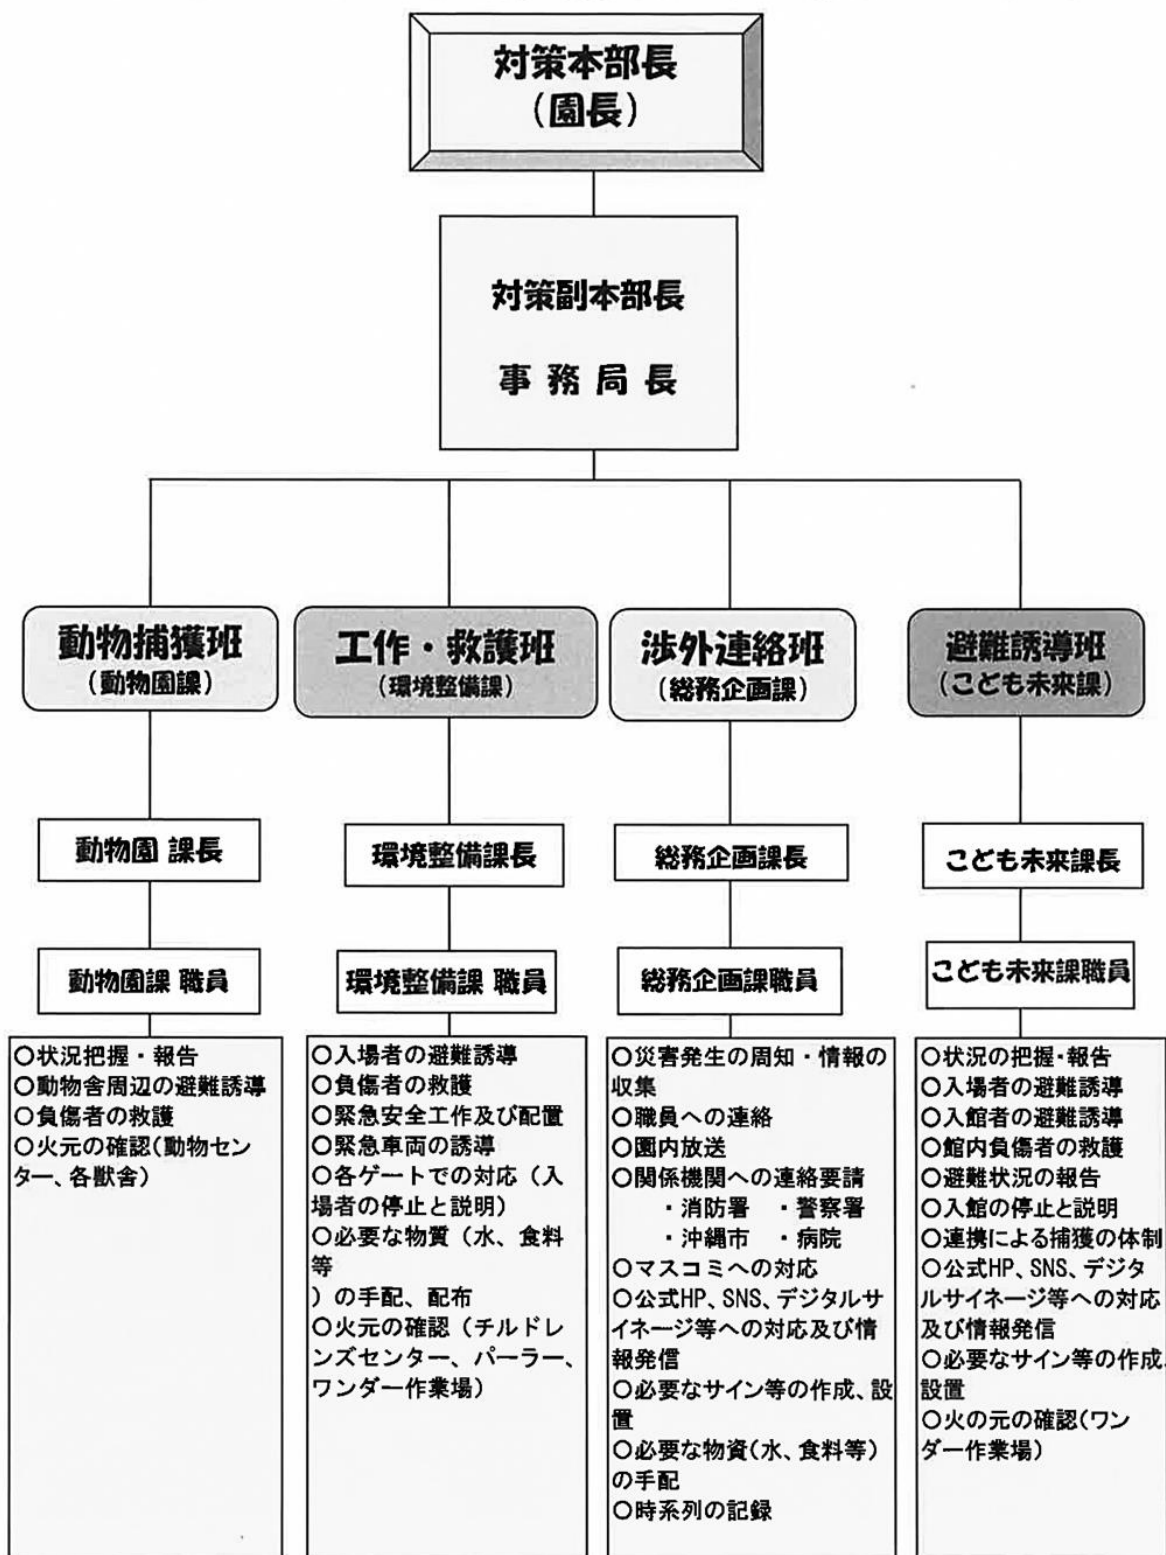 対策本部長
(園長)
対策副本部長
事務局長
動物捕獲班
(動物園課)
動物園 課長
動物園課 職員
○状況把握・報告
○動物舎周辺の避難誘導
○負傷者の救護
○火元の確認(動物セン
ター、各獣舎)
工作・救護班
(環境整備課)
環境整備課長
環境整備課 職員
○入場者の避難誘導
○負傷者の救護
○緊急安全工作及び配置
○緊急車両の誘導
○各ゲートでの対応(入
場者の停止と説明)
○必要な物質(水、食料
等
)の手配、配布
○火元の確認(チルドレ
ンズセンター、パーラー、
ワンダー作業場)
渉外連絡班
(総務企画課)
総務企画課長
総務企画課職員
○災害発生の周知・情報の
収集
○職員への連絡
○園内放送
○関係機関への連絡要請
・消防署 ・警察署
・沖縄市 ・病院
○マスコミへの対応
○公式HP、SNS、デジタルサ
イネージ等への対応及び情
報発信
○必要なサイン等の作成、設
置
○必要な物資(水、食料等)
の手配
○時系列の記録
避難誘導班
(こども未来課)
こども未来課長
こども未来課職員
○状況の把握・報告
○入場者の避難誘導
○入館者の避難誘導
○館内負傷者の救護
○避難状況の報告
○入館の停止と説明
○連携による捕獲の体制
○公式HP、SNS、デジタ
ルサイネージ等への対応
及び情報発信
○必要なサイン等の作成、
設置
○火の元の確認(ワン
ダー作業場)